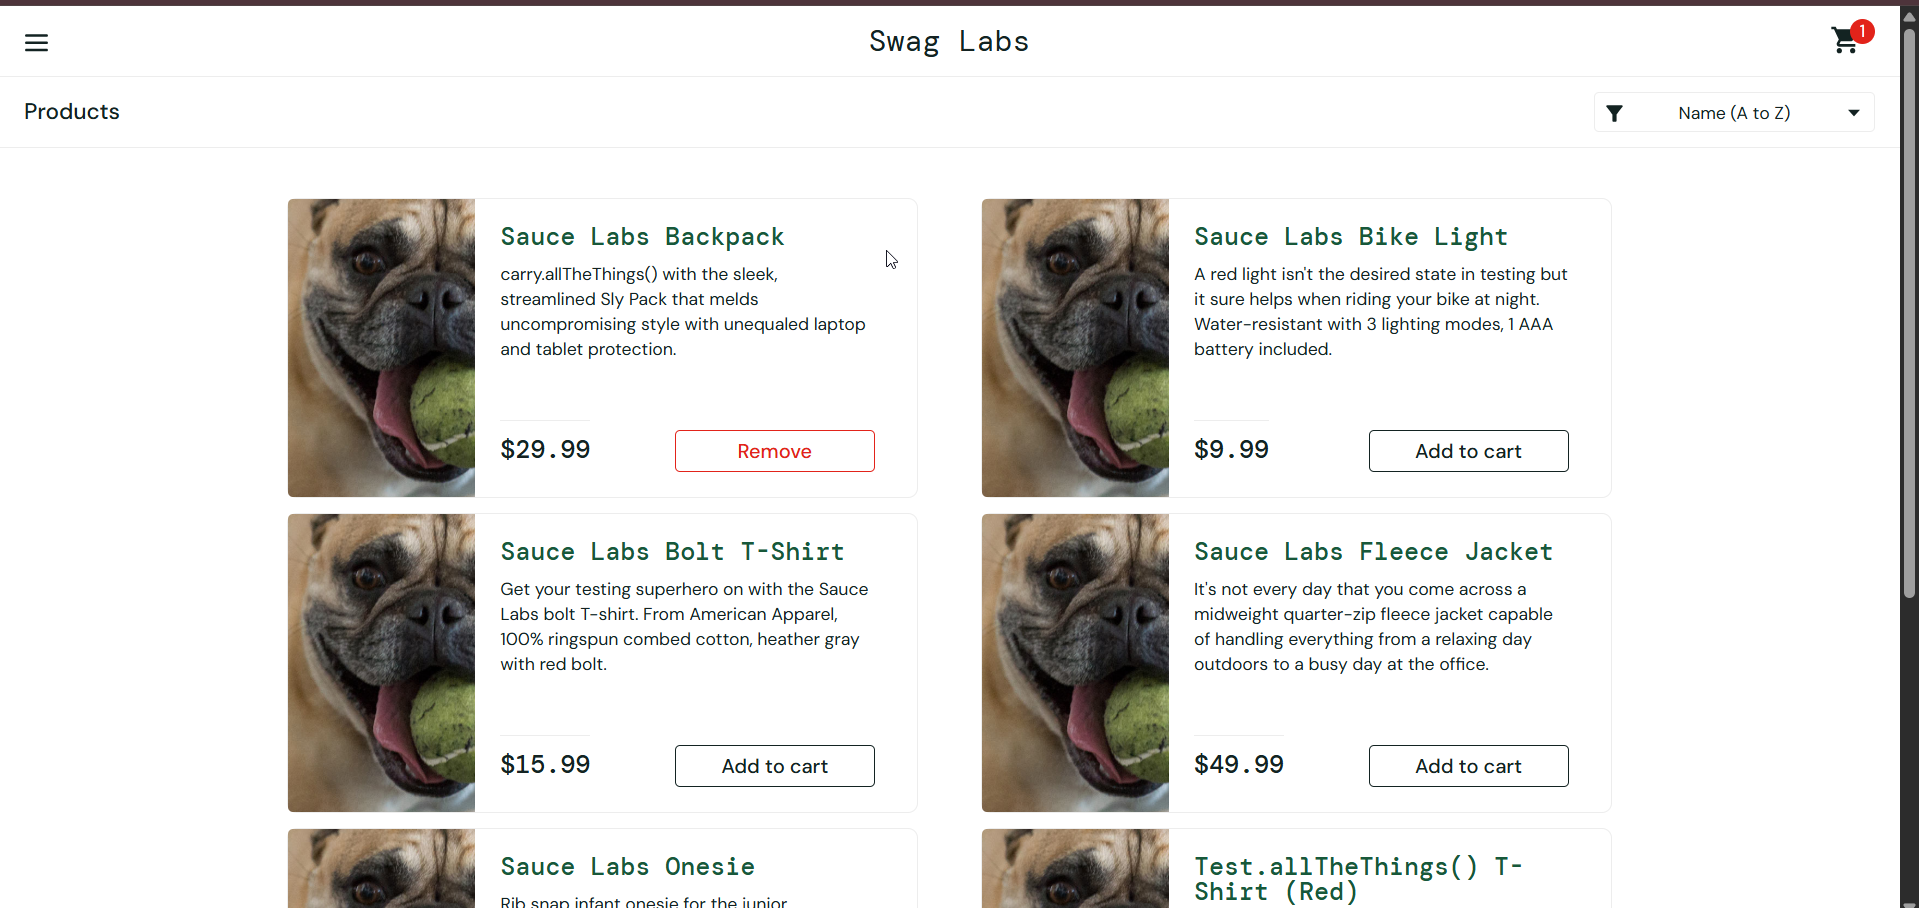 Swag Labs
1
Products
Name (A to Z)
Sauce Labs Backpack
carry.allTheThings() with the sleek,
streamlined Sly Pack that melds
uncompromising style with unequaled laptop
and tablet protection.
$29.99
Remove
Sauce Labs Bike Light
A red light isn't the desired state in testing but
it sure helps when riding your bike at night.
Water-resistant with 3 lighting modes, 1 AAA
battery included.
$9.99
Add to cart
Sauce Labs Bolt T-Shirt
Get your testing superhero on with the Sauce
Labs bolt T-shirt. From American Apparel,
100% ringspun combed cotton, heather gray
with red bolt.
$15.99
Add to cart
Sauce Labs Fleece Jacket
It's not every day that you come across a
midweight quarter-zip fleece jacket capable
of handling everything from a relaxing day
outdoors to a busy day at the office.
$49.99
Add to cart
Sauce Labs Onesie
Rib snap infant onesie for the junior
Test.allTheThings() T-
Shirt (Red)